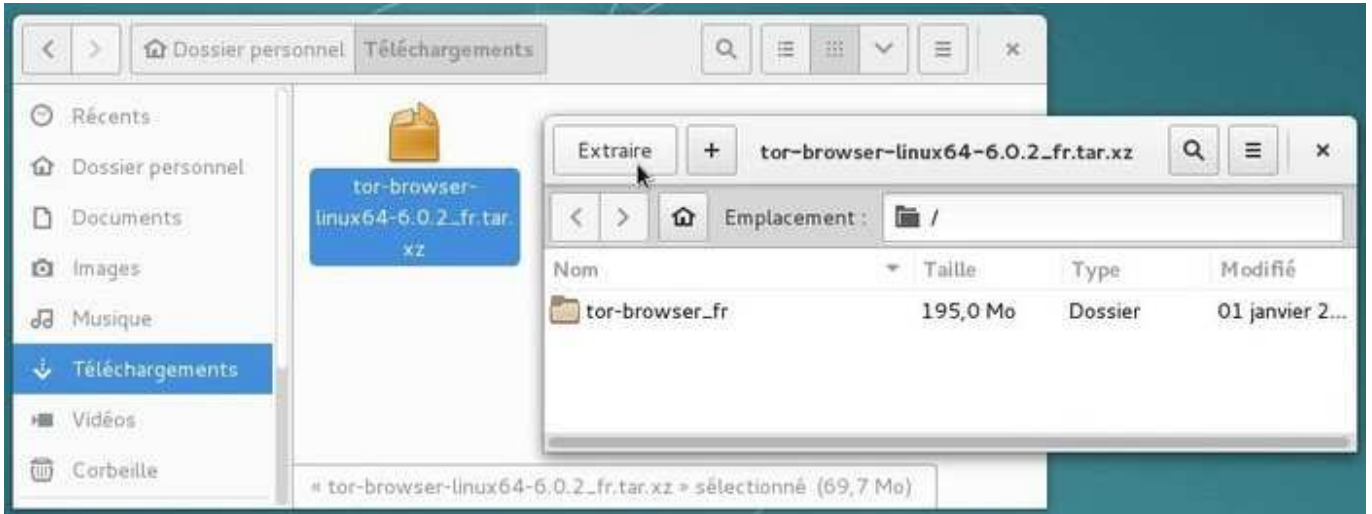 Dossier personnel Téléchargements
Récents
Dossier personnel
Documents
Images
Musique
Téléchargements
Vidéos
Corbeille
tor-browser-
linux64-6.0.2_fr.tar.
xz
« tor-browser-linux64-6.0.2_fr.tar.xz » sélectionné (69,7 Mo)
Extraire + tor-browser-linux64-6.0.2_fr.tar.xz
Emplacement : /
Nom Taille Type Modifié
tor-browser_fr 195,0 Mo Dossier 01 janvier 2...